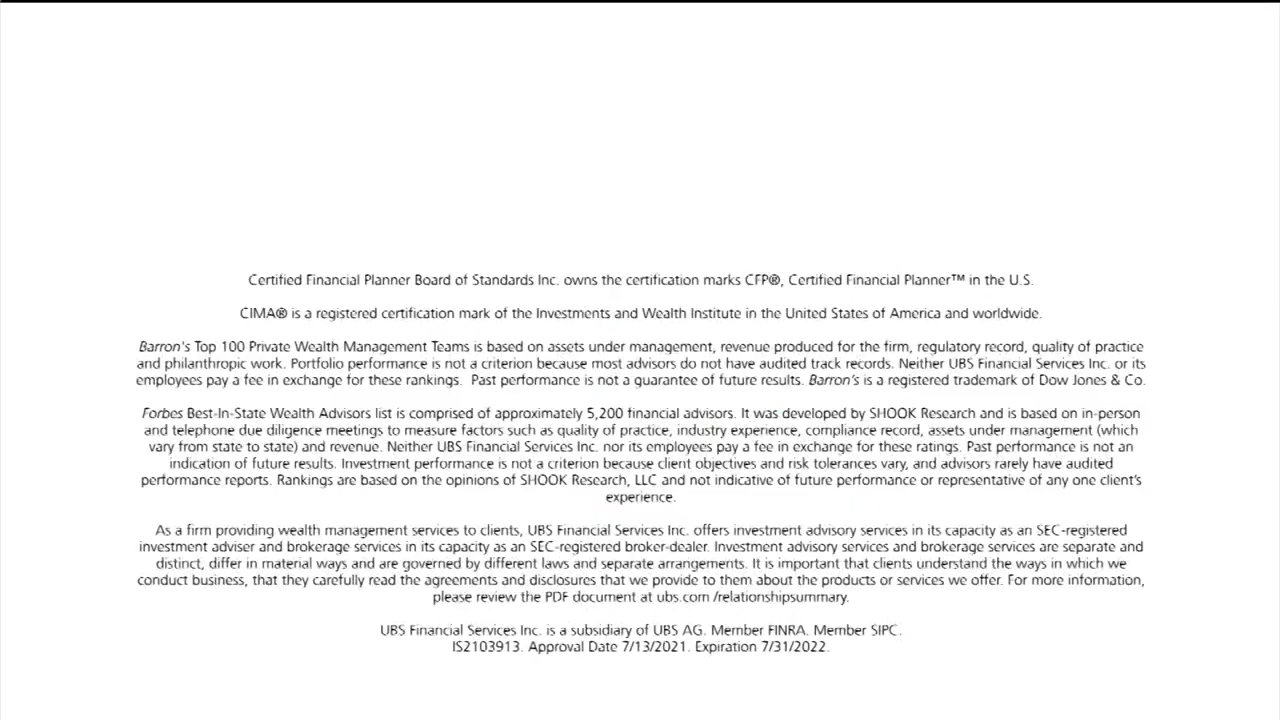 Certified Financial Planner Board of Standards Inc. owns the certification marks CFP®, Certified Financial Planner™ in the U.S.
CIMA® is a registered certification mark of the Investments and Wealth Institute in the United States of America and worldwide.
Barron's Top 100 Private Wealth Management Teams is based on assets under management, revenue produced for the firm, regulatory record, quality of practice
and philanthropic work. Portfolio performance is not a criterion because most advisors do not have audited track records. Neither UBS Financial Services Inc. or its
employees pay a fee in exchange for these rankings. Past performance is not a guarantee of future results. Barron's is a registered trademark of Dow Jones & Co.
Forbes Best-In-State Wealth Advisors list is comprised of approximately 5,200 financial advisors. It was developed by SHOOK Research and is based on in-person
and telephone due diligence meetings to measure factors such as quality of practice, industry experience, compliance record, assets under management (which
vary from state to state) and revenue. Neither UBS Financial Services Inc. nor its employees pay a fee in exchange for these ratings. Past performance is not an
indication of future results. Investment performance is not a criterion because client objectives and risk tolerances vary, and advisors rarely have audited
performance reports. Rankings are based on the opinions of SHOOK Research, LLC and not indicative of future performance or representative of any one client's
experience.
As a firm providing wealth management services to clients, UBS Financial Services Inc. offers investment advisory services in its capacity as an SEC-registered
investment adviser and brokerage services in its capacity as an SEC-registered broker-dealer. Investment advisory services and brokerage services are separate and
distinct, differ in material ways and are governed by different laws and separate arrangements. It is important that clients understand the ways in which we
conduct business, that they carefully read the agreements and disclosures that we provide to them about the products or services we offer. For more information,
please review the PDF document at ubs.com /relationshipsummary.
UBS Financial Services Inc. is a subsidiary of UBS AG. Member FINRA. Member SIPC.
IS2103913. Approval Date 7/13/2021. Expiration 7/31/2022.